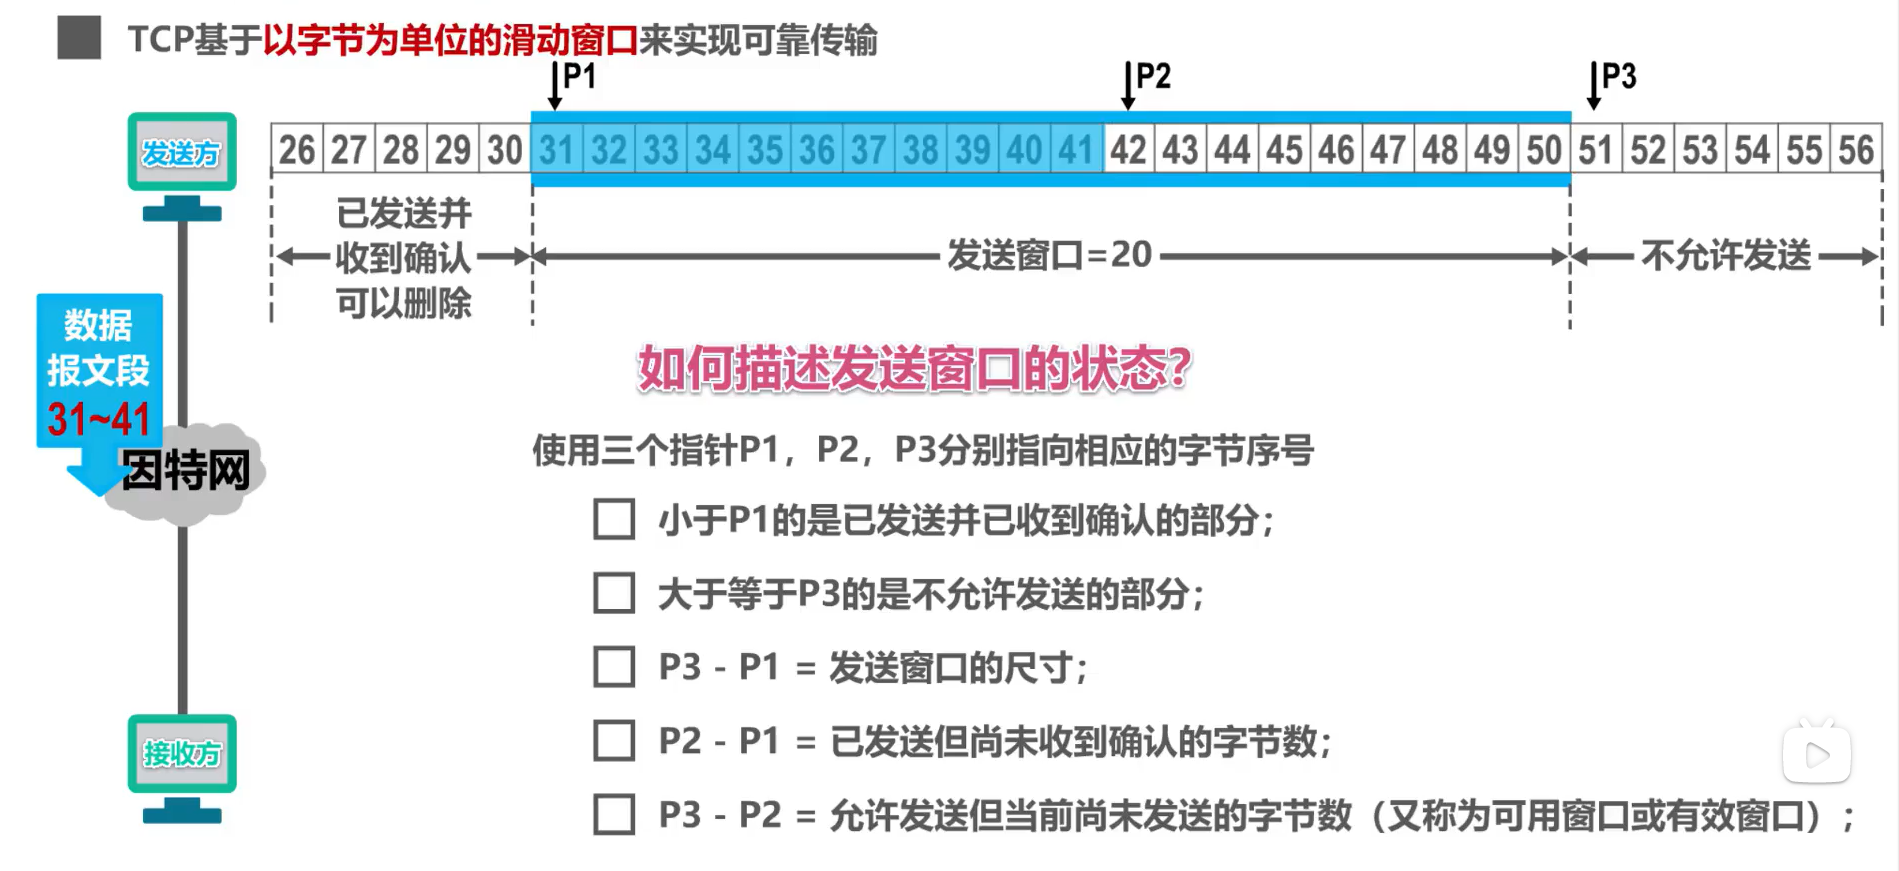 TCP基于以字节为单位的滑动窗口来实现可靠传输
P1
P2
P3
发送方
26 27 28 29 30 31 32 33 34 35 36 37 38 39 40 41 42 43 44 45 46 47 48 49 50 51 52 53 54 55 56
已发送并
收到确认
可以删除
发送窗口=20
不允许发送
数据
报文段
31~41
因特网
接收方
如何描述发送窗口的状态?
使用三个指针P1，P2，P3分别指向相应的字节序号
小于P1的是已发送并已收到确认的部分；
大于等于P3的是不允许发送的部分；
P3 - P1 = 发送窗口的尺寸；
P2 - P1 = 已发送但尚未收到确认的字节数；
P3 - P2 = 允许发送但当前尚未发送的字节数（又称为可用窗口或有效窗口）；